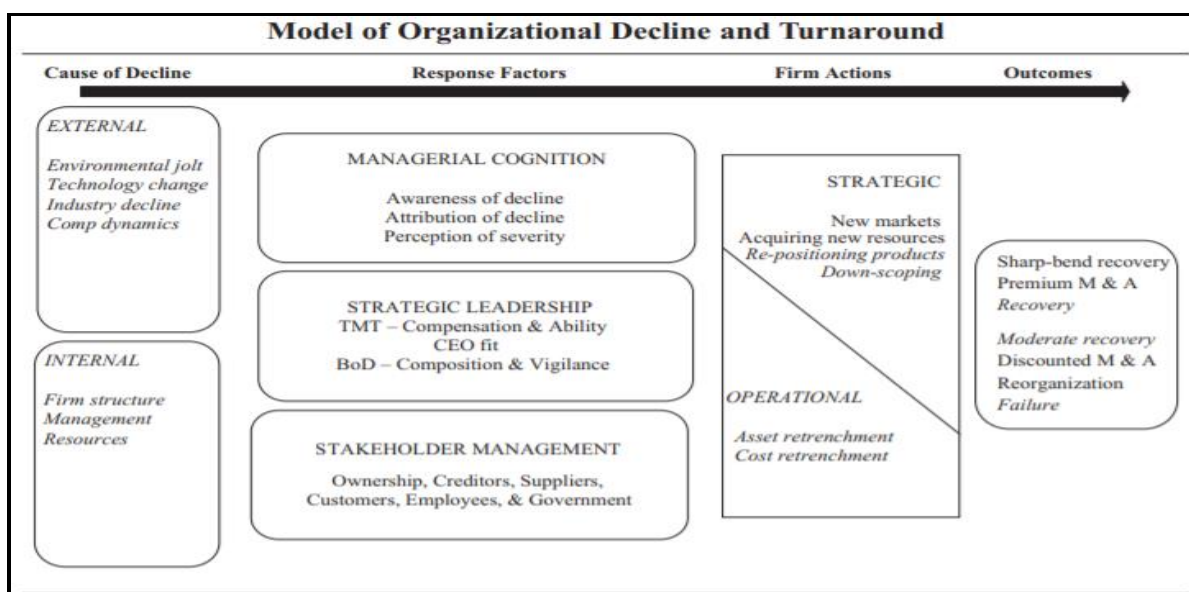 Model of Organizational Decline and Turnaround
Cause of Decline
Response Factors
Firm Actions
Outcomes
EXTERNAL
Environmental jolt
Technology change
Industry decline
Comp dynamics
INTERNAL
Firm structure
Management
Resources
MANAGERIAL COGNITION
Awareness of decline
Attribution of decline
Perception of severity
STRATEGIC LEADERSHIP
TMT – Compensation & Ability
CEO fit
BoD – Composition & Vigilance
STAKEHOLDER MANAGEMENT
Ownership, Creditors, Suppliers,
Customers, Employees, & Government
STRATEGIC
New markets
Acquiring new resources
Re-positioning products
Down-scoping
OPERATIONAL
Asset retrenchment
Cost retrenchment
Sharp-bend recovery
Premium M & A
Recovery
Moderate recovery
Discounted M & A
Reorganization
Failure